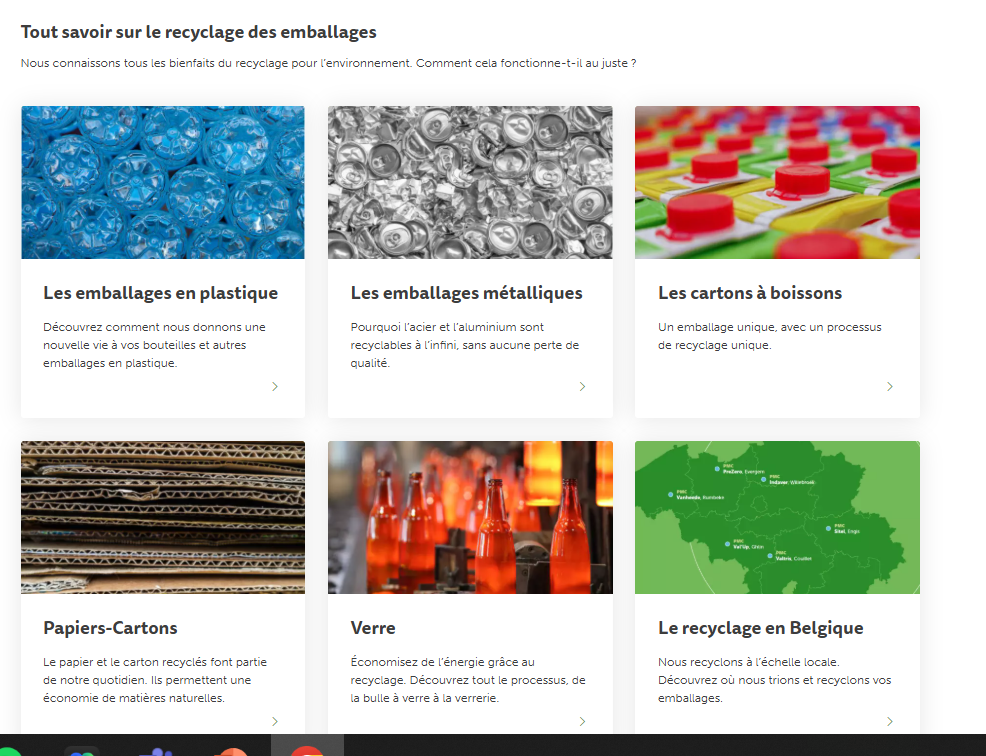 Tout savoir sur le recyclage des emballages
Nous connaissons tous les bienfaits du recyclage pour l'environnement. Comment cela fonctionne-t-il au juste ?
Les emballages en plastique
Découvrez comment nous donnons une
nouvelle vie à vos bouteilles et autres
emballages en plastique.
Les emballages métalliques
Pourquoi l'acier et l'aluminium sont
recyclables à l'infini, sans aucune perte de
qualité.
Les cartons à boissons
Un emballage unique, avec un processus
de recyclage unique.
PMC
PreZero, Evergem
PMC
Indaver, Willebroek
PMC
Vanheede, Rumbeke
PMC
Sitel, Engis
PMC
Val'Up, Ghlin
PMC
Valtris, Couillet
Papiers-Cartons
Le papier et le carton recyclés font partie
de notre quotidien. Ils permettent une
économie de matières naturelles.
Verre
Économisez de l'énergie grâce au
recyclage. Découvrez tout le processus, de
la bulle à verre à la verrerie.
Le recyclage en Belgique
Nous recyclons à l'échelle locale.
Découvrez où nous trions et recyclons vos
emballages.